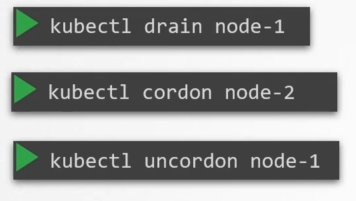 kubectl drain node-1
kubectl cordon node-2
kubectl uncordon node-1